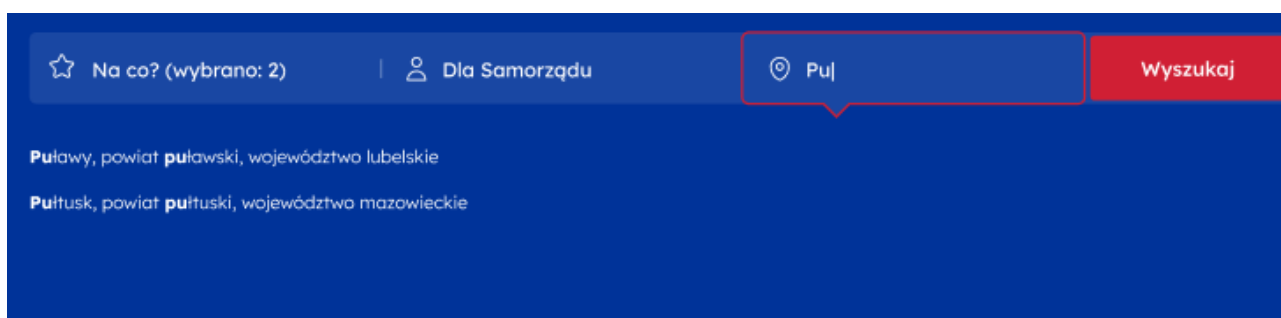 Na co? (wybrano: 2) | Dla Samorządu Pu| Wyszukaj
Puławy, powiat puławski, województwo lubelskie
Pułtusk, powiat pułtuski, województwo mazowieckie